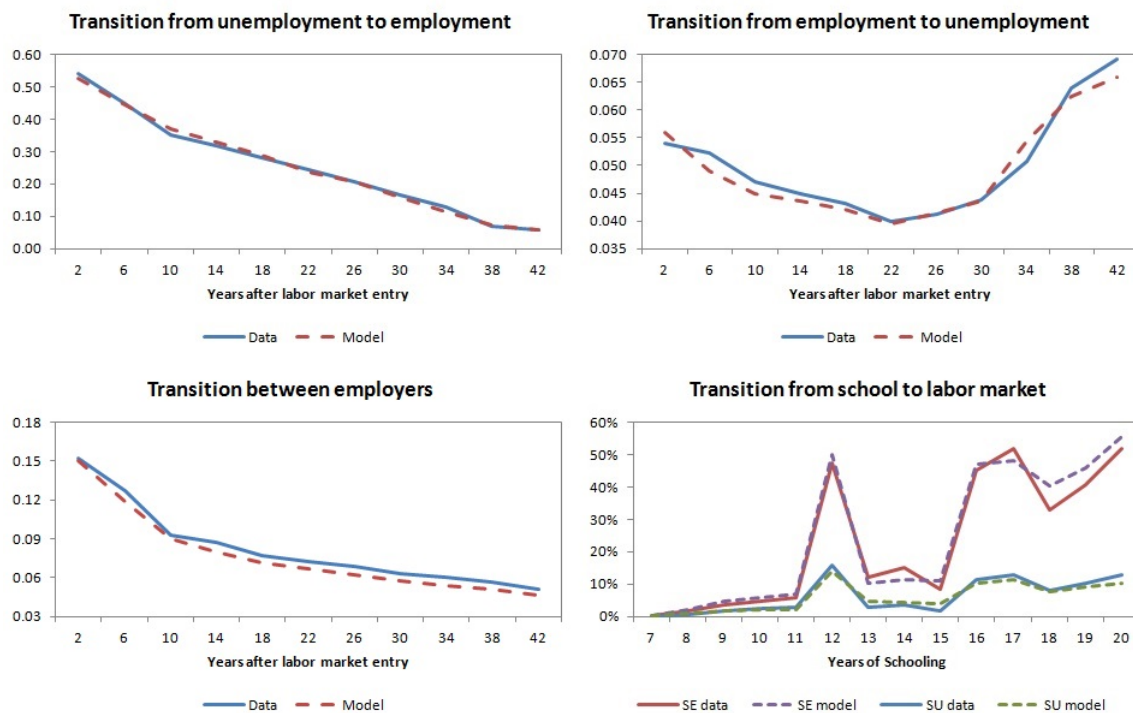 Transition from unemployment to employment
0.60
0.50
0.40
0.30
0.20
0.10
0.00
2 6 10 14 18 22 26 30 34 38 42
Years after labor market entry
Data Model
Transition from employment to unemployment
0.070
0.065
0.060
0.055
0.050
0.045
0.040
0.035
2 6 10 14 18 22 26 30 34 38 42
Years after labor market entry
Data Model
Transition between employers
0.18
0.15
0.12
0.09
0.06
0.03
2 6 10 14 18 22 26 30 34 38 42
Years after labor market entry
Data Model
Transition from school to labor market
60%
50%
40%
30%
20%
10%
0%
7 8 9 10 11 12 13 14 15 16 17 18 19 20
Years of Schooling
SE data SE model SU data SU model